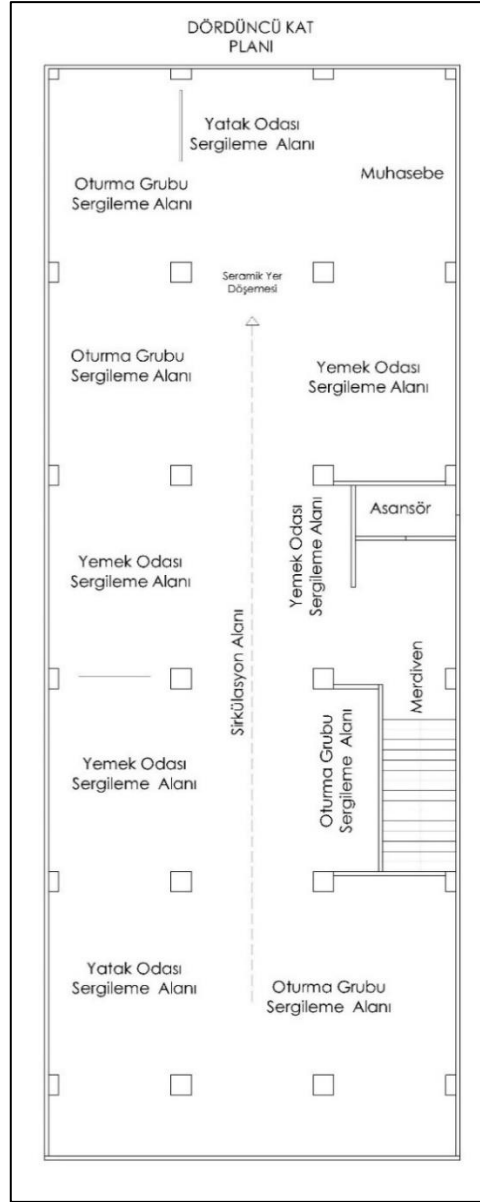 DÖRDÜNCÜ KAT
PLANI
Yatak Odası
Sergileme Alanı
Muhasebe
Oturma Grubu
Sergileme Alanı
Seramik Yer
Döşemesi
Oturma Grubu
Sergileme Alanı
Yemek Odası
Sergileme Alanı
Asansör
Yemek Odası
Sergileme Alanı
Yemek Odası
Sergileme Alanı
Sirkülasyon Alanı
Merdiven
Oturma Grubu
Sergileme Alanı
Yemek Odası
Sergileme Alanı
Yatak Odası
Sergileme Alanı
Oturma Grubu
Sergileme Alanı